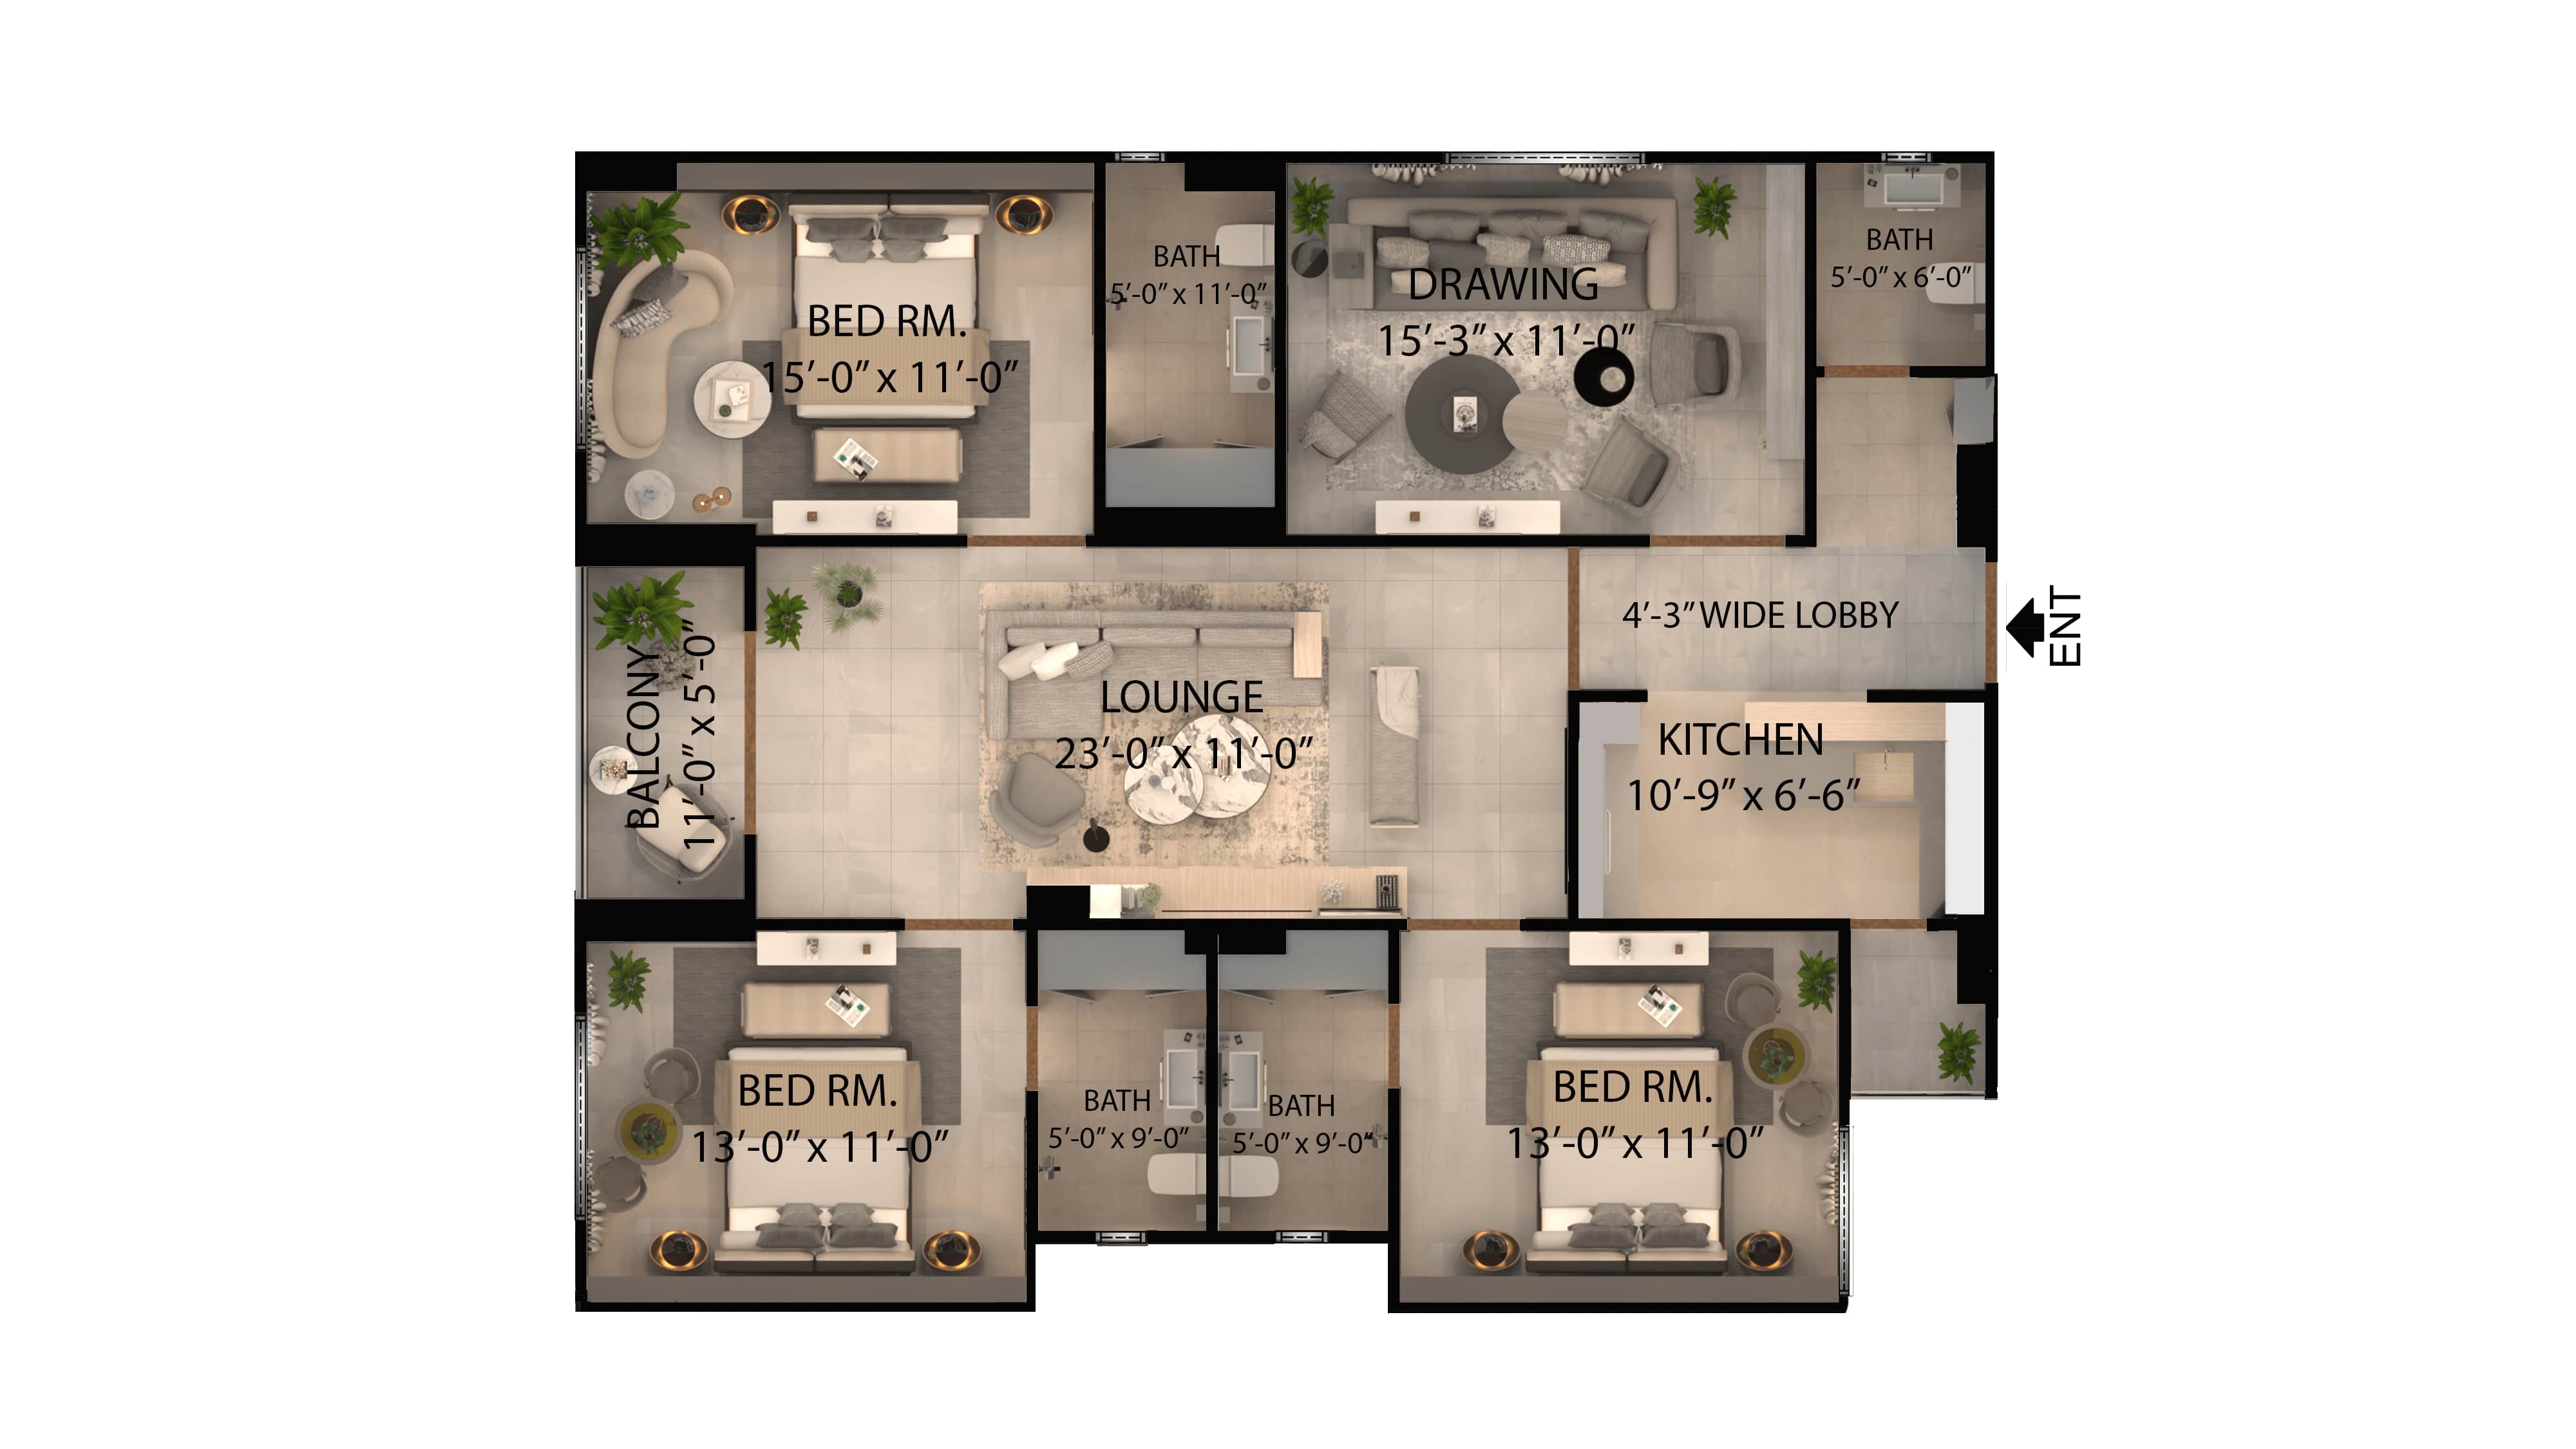 BED RM.
15’-0” x 11’-0”
BATH
5’-0” x 11’-0”
DRAWING
15’-3” x 11’-0”
BATH
5’-0” x 6’-0”
BALCONY
11’-0” x 5’-0”
LOUNGE
23’-0” x 11’-0”
4’-3” WIDE LOBBY
ENT
KITCHEN
10’-9” x 6’-6”
BED RM.
13’-0” x 11’-0”
BATH
5’-0” x 9’-0”
BATH
5’-0” x 9’-0”
BED RM.
13’-0” x 11’-0”